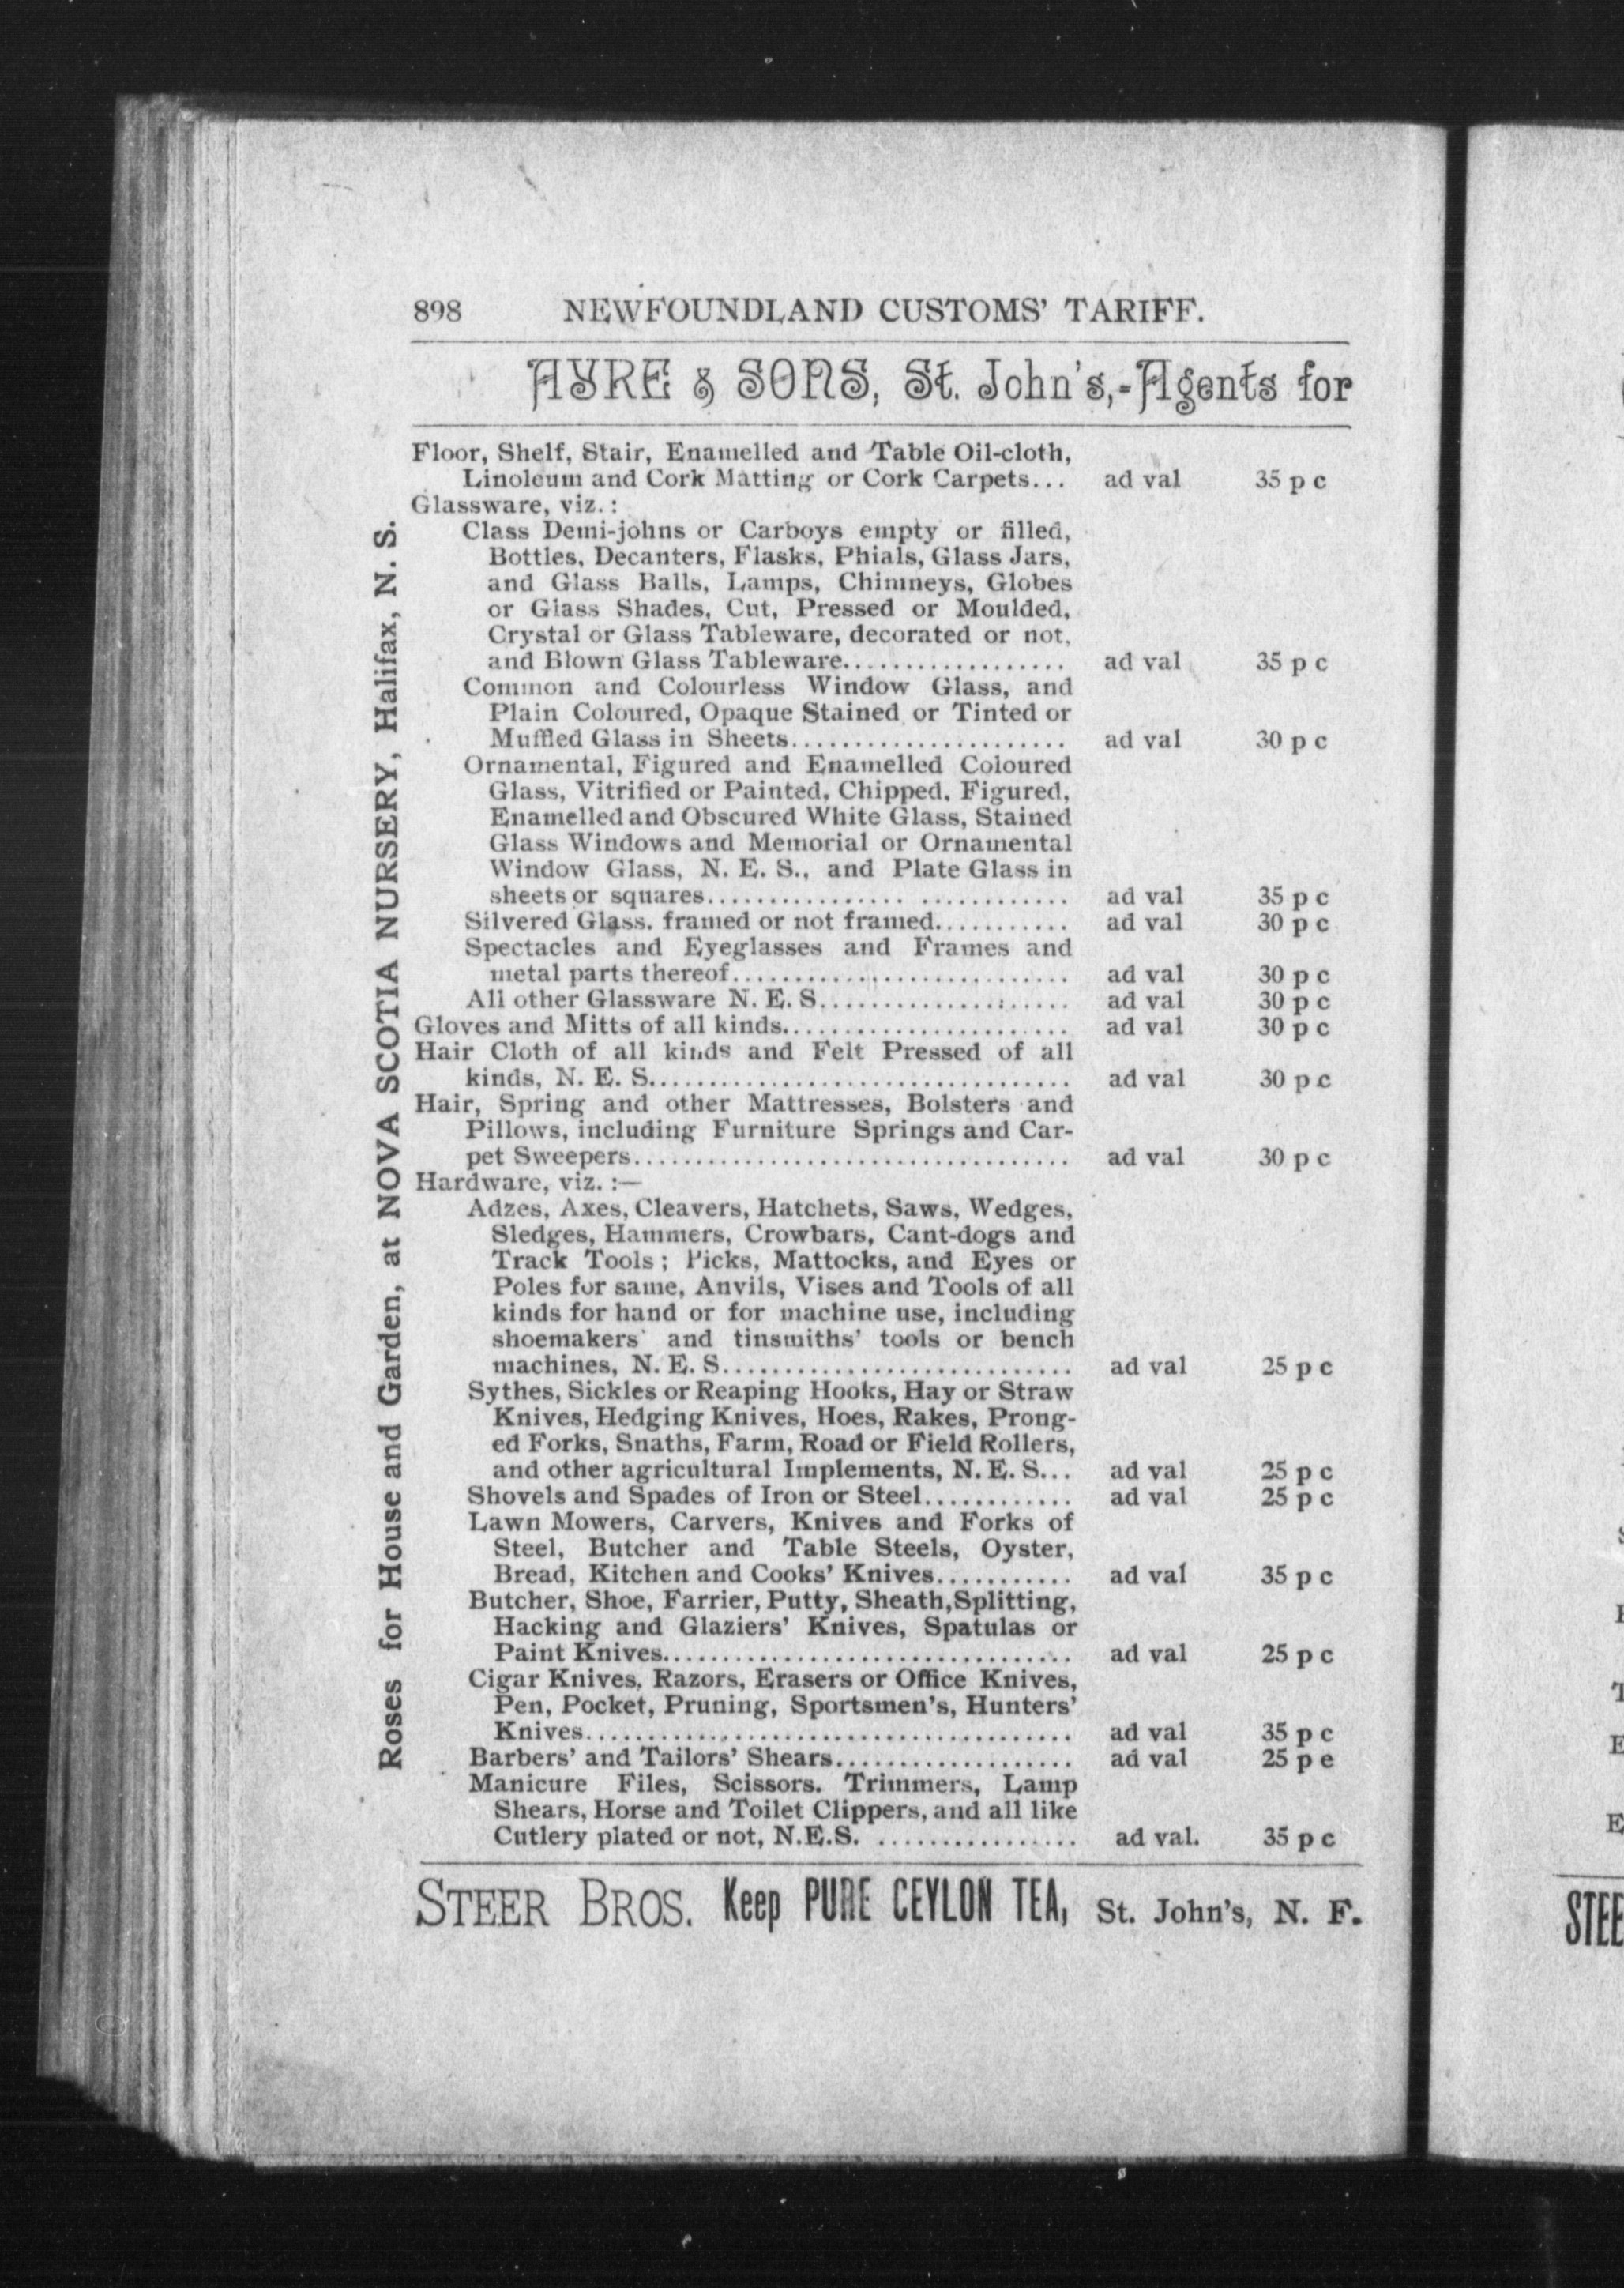 898 NEWFOUNDLAND CUSTOMS' TARIFF.
AYRE & SONS, St. John's,-Agents for
Floor, Shelf, Stair, Enamelled and Table Oil-cloth,
Linoleum and Cork Matting or Cork Carpets... ad val 35 p c
Glassware, viz. :
Class Demi-johns or Carboys empty or filled,
Bottles, Decanters, Flasks, Phials, Glass Jars,
and Glass Balls, Lamps, Chimneys, Globes
or Glass Shades, Cut, Pressed or Moulded,
Crystal or Glass Tableware, decorated or not,
and Blown Glass Tableware.................. ad val 35 p c
Common and Colourless Window Glass, and
Plain Coloured, Opaque Stained or Tinted or
Muffled Glass in Sheets...................... ad val 30 p c
Ornamental, Figured and Enamelled Coloured
Glass, Vitrified or Painted, Chipped, Figured,
Enamelled and Obscured White Glass, Stained
Glass Windows and Memorial or Ornamental
Window Glass, N. E. S., and Plate Glass in
sheets or squares................ ............ ad val 35 p c
Silvered Glass. framed or not framed........... ad val 30 p c
Spectacles and Eyeglasses and Frames and
metal parts thereof........................... ad val 30 p c
All other Glassware N. E. S.................... ad val 30 p c
Gloves and Mitts of all kinds....................... ad val 30 p c
Hair Cloth of all kinds and Felt Pressed of all
kinds, N. E. S.................................. ad val 30 p c
Hair, Spring and other Mattresses, Bolsters and
Pillows, including Furniture Springs and Car-
pet Sweepers................................... ad val 30 p c
Hardware, viz. :—
Adzes, Axes, Cleavers, Hatchets, Saws, Wedges,
Sledges, Hammers, Crowbars, Cant-dogs and
Track Tools ; Picks, Mattocks, and Eyes or
Poles for same, Anvils, Vises and Tools of all
kinds for hand or for machine use, including
shoemakers' and tinsmiths' tools or bench
machines, N. E. S............................ ad val 25 p c
Sythes, Sickles or Reaping Hooks, Hay or Straw
Knives, Hedging Knives, Hoes, Rakes, Prong-
ed Forks, Snaths, Farm, Road or Field Rollers,
and other agricultural Implements, N. E. S... ad val 25 p c
Shovels and Spades of Iron or Steel............ ad val 25 p c
Lawn Mowers, Carvers, Knives and Forks of
Steel, Butcher and Table Steels, Oyster,
Bread, Kitchen and Cooks' Knives........... ad val 35 p c
Butcher, Shoe, Farrier, Putty, Sheath,Splitting,
Hacking and Glaziers' Knives, Spatulas or
Paint Knives................................. ad val 25 p c
Cigar Knives, Razors, Erasers or Office Knives,
Pen, Pocket, Pruning, Sportsmen's, Hunters'
Knives....................................... ad val 35 p c
Barbers' and Tailors' Shears................... ad val 25 p e
Manicure Files, Scissors. Trimmers, Lamp
Shears, Horse and Toilet Clippers, and all like
Cutlery plated or not, N.E.S. ................ ad val. 35 p c
STEER BROS. Keep PURE CEYLON TEA, St. John's, N. F.
Roses for House and Garden, at NOVA SCOTIA NURSERY, Halifax, N. S.
STEE